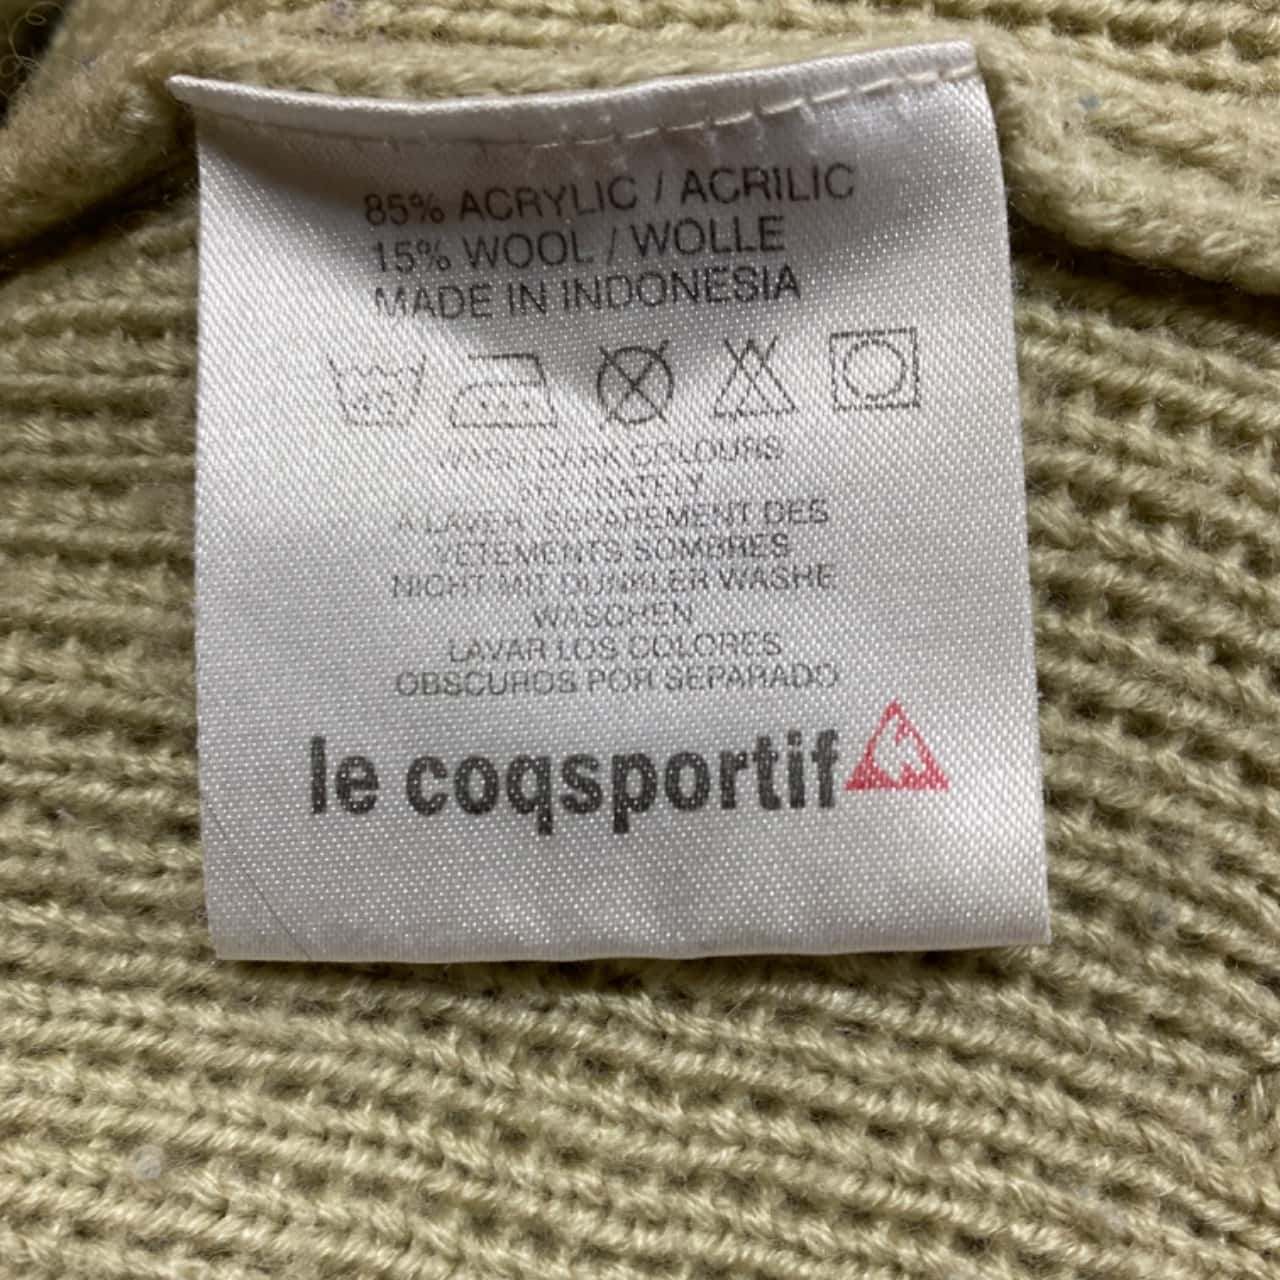 85% ACRYLIC / ACRILIC
15% WOOL / WOLLE
MADE IN INDONESIA
40
WASH DARK COLOURS
SEPARATELY
A LAVER SEPAREMENT DES
VETEMENTS SOMBRES
NICHT MIT DUNKLER WASHE
WASCHEN
LAVAR LOS COLORES
OBSCUROS POR SEPARADO
le coqsportif